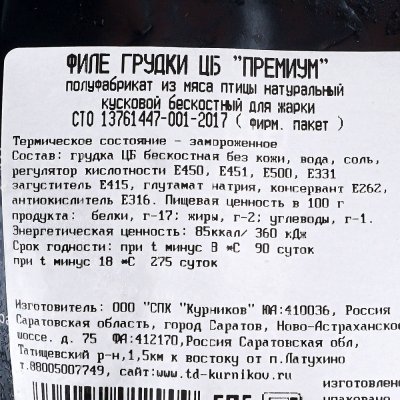 ФИЛЕ ГРУДКИ ЦБ "ПРЕМИУМ"
полуфабрикат из мяса птицы натуральный
кусковой бескостный для жарки
СТО 13761447-001-2017 ( фирм. пакет )
Термическое состояние - замороженное
Состав: грудка ЦБ бескостная без кожи, вода, соль,
регулятор кислотности Е450, Е451, Е500, Е331
загуститель Е415, глутамат натрия, консервант Е262,
антиокислитель Е316. Пищевая ценность в 100 г
продукта: белки, г-17; жиры, г-2; углеводы, г-1.
Энергетическая ценность: 85ккал/ 360 кДж
Срок годности: при t минус 8 °С 90 суток
при t минус 18 °С 275 суток
Изготовитель: ООО "СПК "Курников" ЮА:410036, Россия
Саратовская область, город Саратов, Ново-Астраханское
шоссе. д. 75 ФА:412170,Россия Саратовская обл,
Татищевский р-н,1,5км к востоку от п.Латухино
т.88005007749, сайт:www.td-kurnikov.ru
изготовлено
упаковано